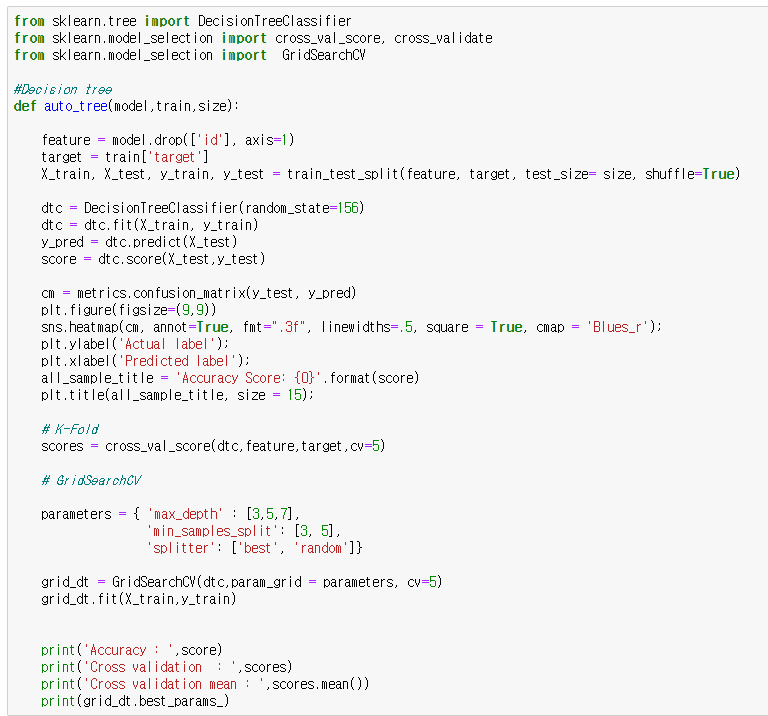 from sklearn.tree import DecisionTreeClassifier
from sklearn.model_selection import cross_val_score, cross_validate
from sklearn.model_selection import  GridSearchCV

#Decision tree
def auto_tree(model,train,size):

    feature = model.drop(['id'], axis=1)
    target = train['target']
    X_train, X_test, y_train, y_test = train_test_split(feature, target, test_size= size, shuffle=True)

    dtc = DecisionTreeClassifier(random_state=156)
    dtc = dtc.fit(X_train, y_train)
    y_pred = dtc.predict(X_test)
    score = dtc.score(X_test,y_test)

    cm = metrics.confusion_matrix(y_test, y_pred)
    plt.figure(figsize=(9,9))
    sns.heatmap(cm, annot=True, fmt=".3f", linewidths=.5, square = True, cmap = 'Blues_r');
    plt.ylabel('Actual label');
    plt.xlabel('Predicted label');
    all_sample_title = 'Accuracy Score: {0}'.format(score)
    plt.title(all_sample_title, size = 15);

    # K-Fold
    scores = cross_val_score(dtc,feature,target,cv=5)

    # GridSearchCV

    parameters = { 'max_depth' : [3,5,7],
                   'min_samples_split': [3, 5],
                   'splitter': ['best', 'random']}

    grid_dt = GridSearchCV(dtc,param_grid = parameters, cv=5)
    grid_dt.fit(X_train,y_train)


    print('Accuracy : ',score)
    print('Cross validation  : ',scores)
    print('Cross validation mean : ',scores.mean())
    print(grid_dt.best_params_)